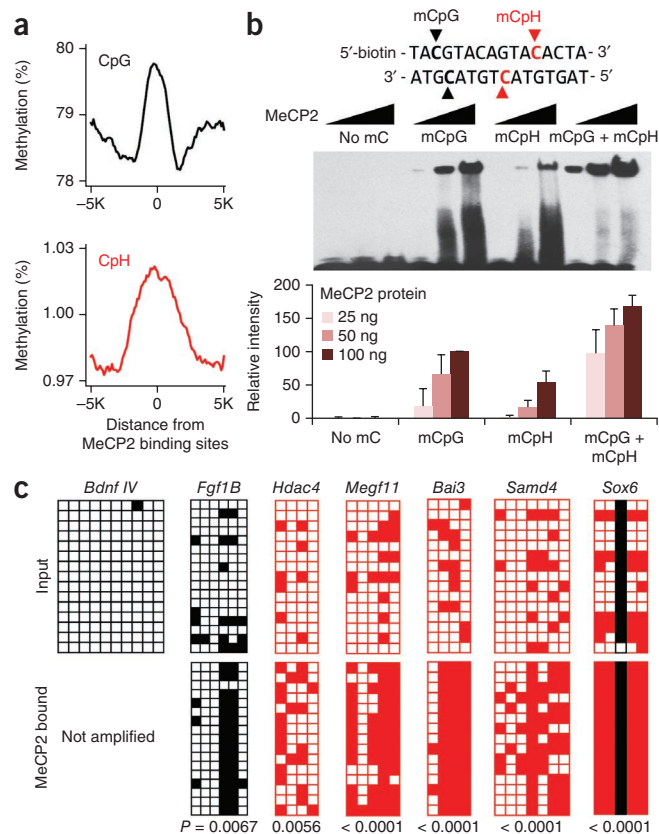 a
80
79
78
CpG
Methylation (%)
–5K 0 5K
1.03
1.00
0.97
CpH
Methylation (%)
–5K 0 5K
Distance from
MeCP2 binding sites
b
mCpG mCpH
5′-biotin - TACGTACAGTACACTA- 3′
3′- ATGCATGTCATGTGAT- 5′
MeCP2
No mC mCpG mCpH mCpG + mCpH
200
150
100
50
0
Relative intensity
MeCP2 protein
25 ng
50 ng
100 ng
No mC mCpG mCpH mCpG +
mCpH
c
Bdnf IV Fgf1B Hdac4 Megf11 Bai3 Samd4 Sox6
Input
MeCP2 bound
Not amplified
P = 0.0067 0.0056 < 0.0001 < 0.0001 < 0.0001 < 0.0001